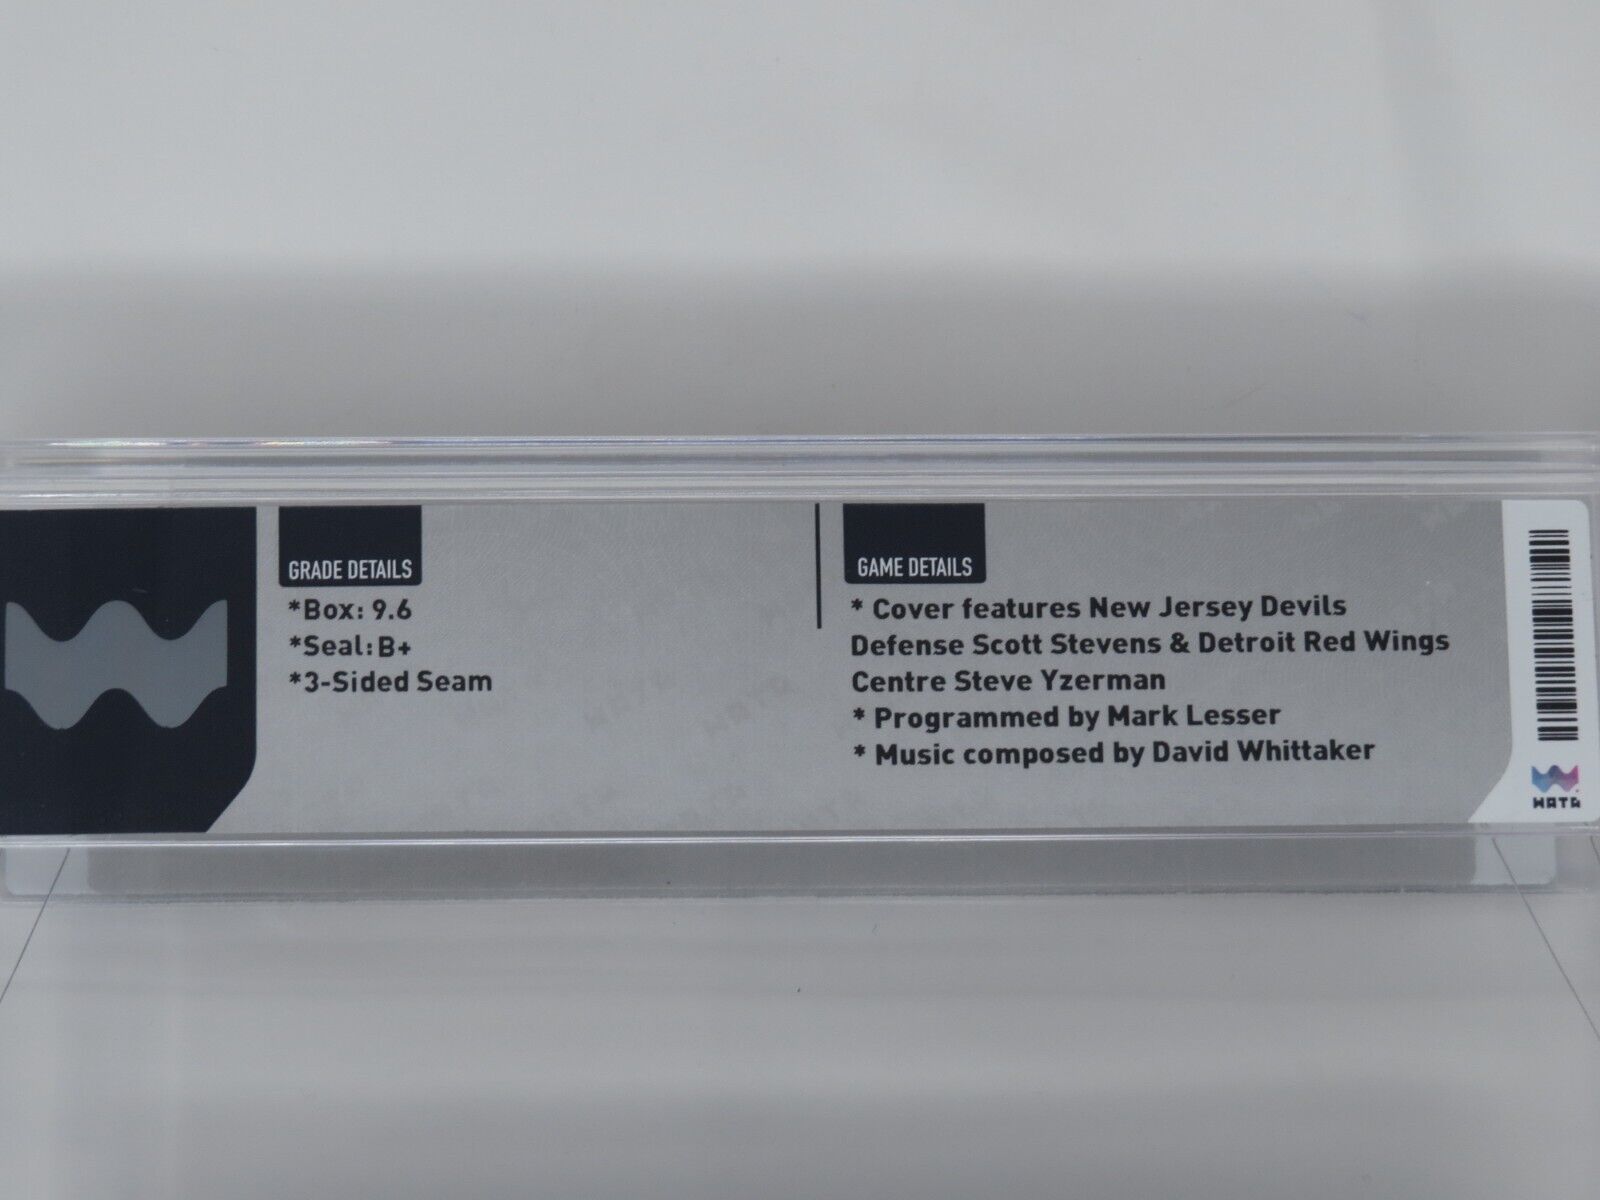 GRADE DETAILS
*Box: 9.6
*Seal: B+
*3-Sided Seam
GAME DETAILS
* Cover features New Jersey Devils
Defense Scott Stevens & Detroit Red Wings
Centre Steve Yzerman
* Programmed by Mark Lesser
* Music composed by David Whittaker
WATA